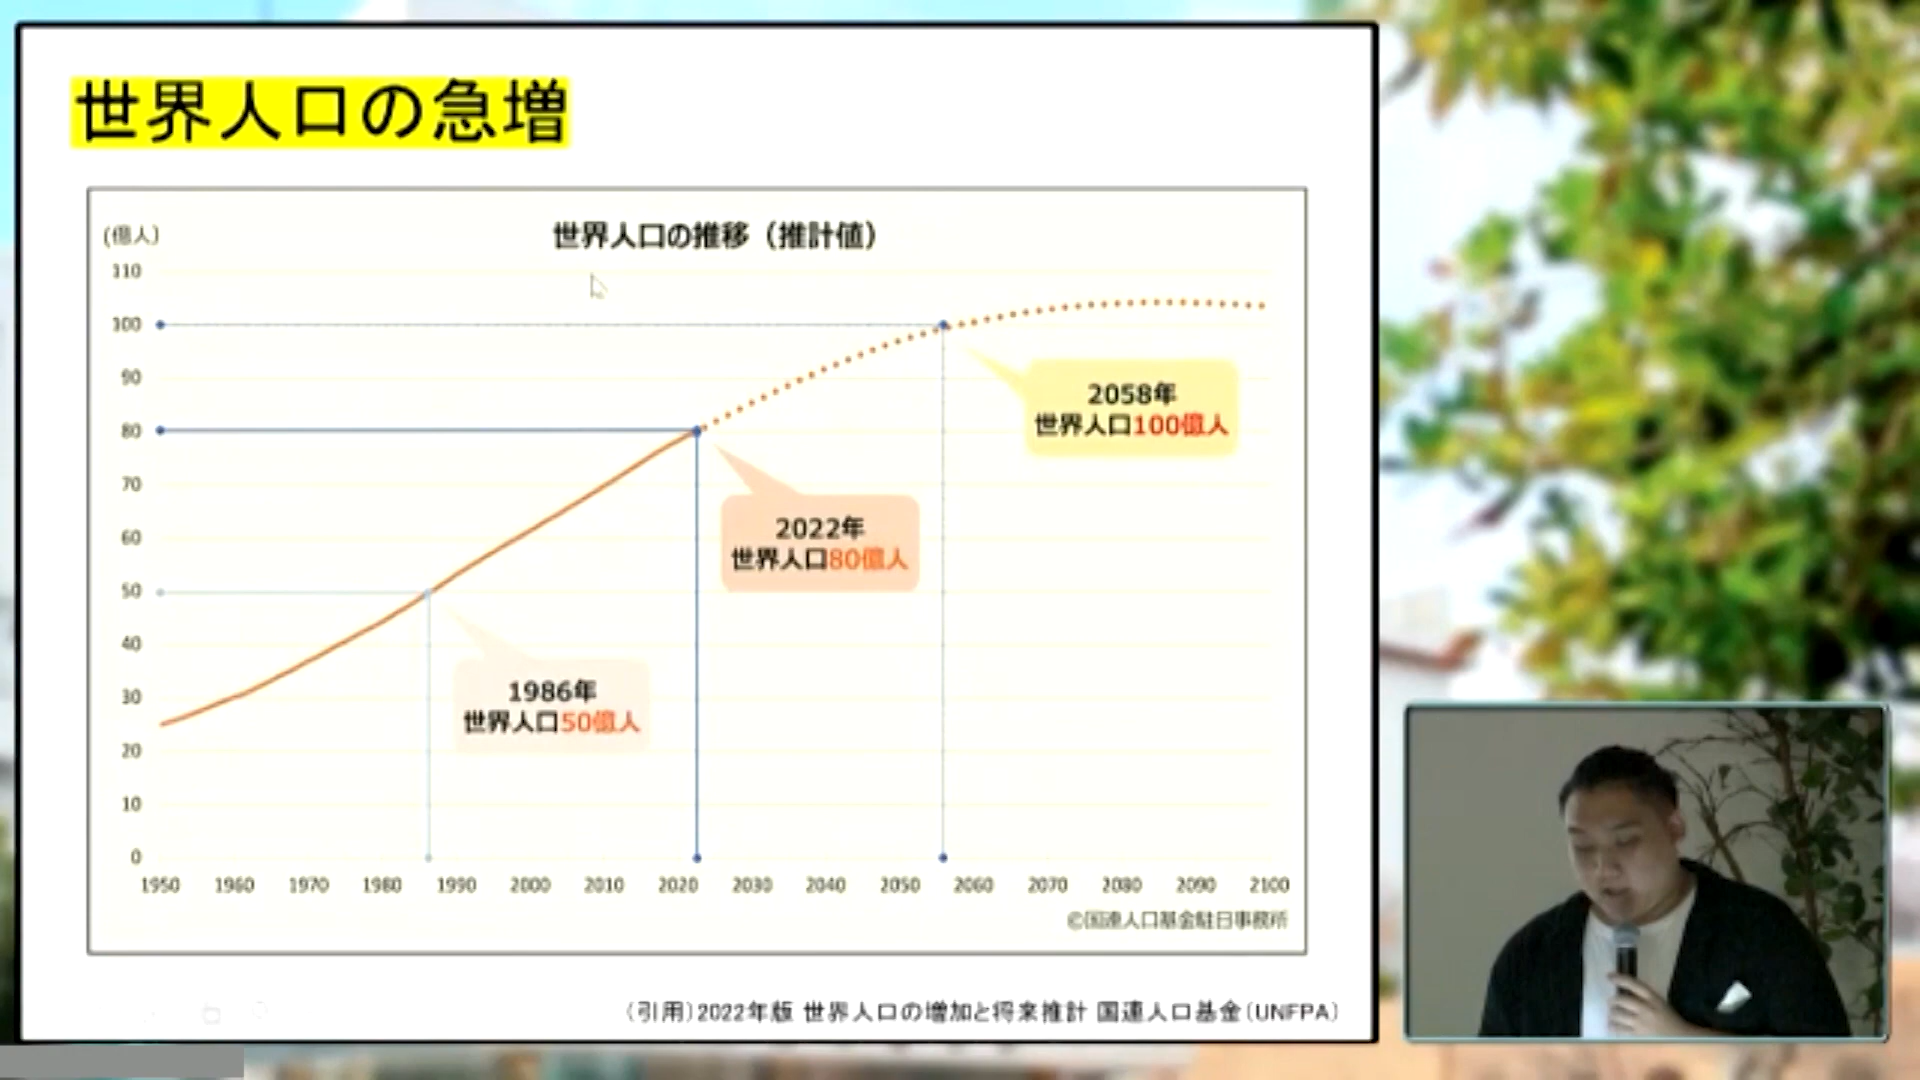 世界人口の急増
世界人口の推移（推計値）
(億人)
110
100
90
80
70
60
50
40
30
20
10
0
1950 1960 1970 1980 1990 2000 2010 2020 2030 2040 2050 2060 2070 2080 2090 2100
2058年
世界人口100億人
2022年
世界人口80億人
1986年
世界人口50億人
©国連人口基金駐日事務所
(引用)2022年版 世界人口の増加と将来推計 国連人口基金(UNFPA)